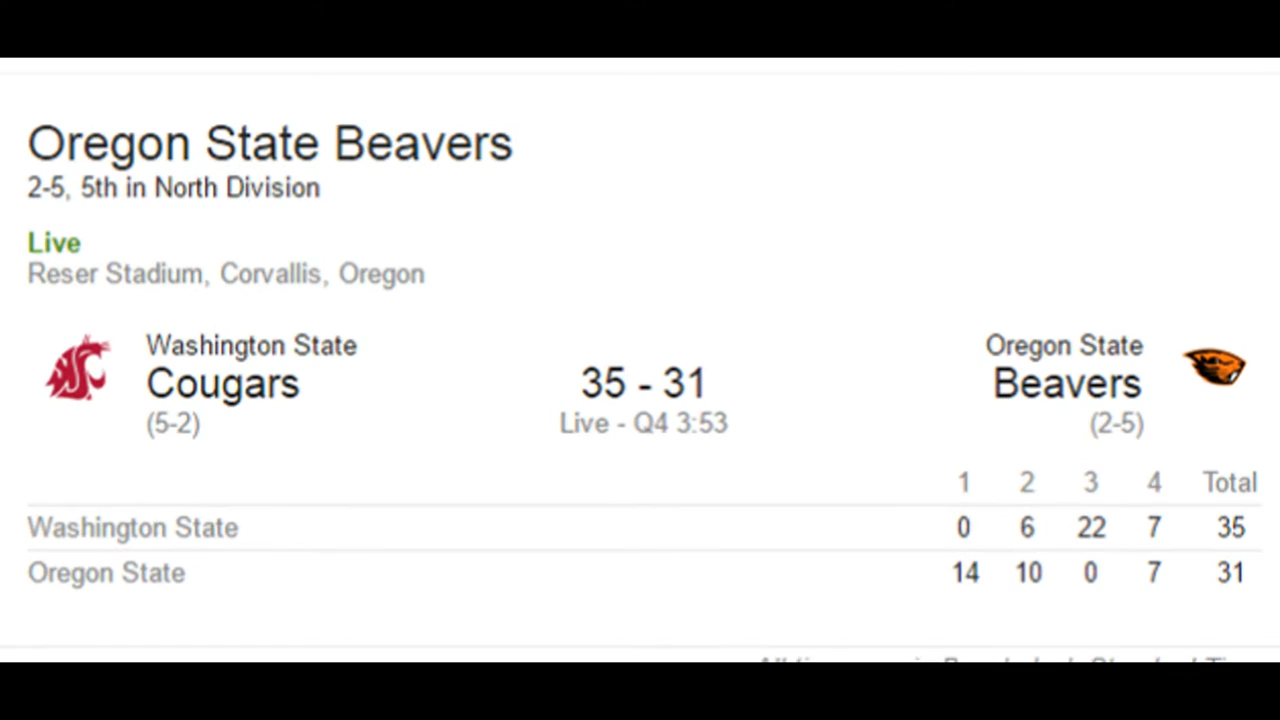 Oregon State Beavers
2-5, 5th in North Division
Live
Reser Stadium, Corvallis, Oregon
Washington State
Cougars
(5-2)
35 - 31
Live - Q4 3:53
Oregon State
Beavers
(2-5)
1 2 3 4 Total
Washington State 0 6 22 7 35
Oregon State 14 10 0 7 31